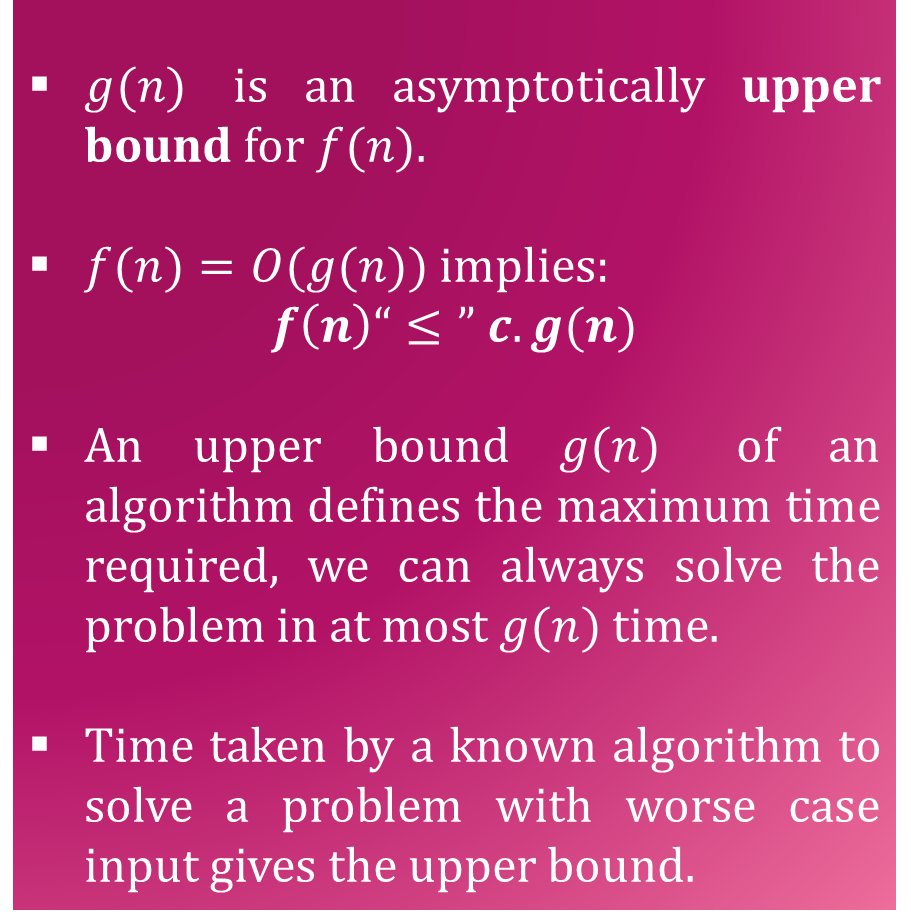 ▪ g(n) is an asymptotically upper
bound for f(n).
▪ f(n) = O(g(n)) implies:
f(n)“ ≤ ” c. g(n)
▪ An upper bound g(n) of an
algorithm defines the maximum time
required, we can always solve the
problem in at most g(n) time.
▪ Time taken by a known algorithm to
solve a problem with worse case
input gives the upper bound.